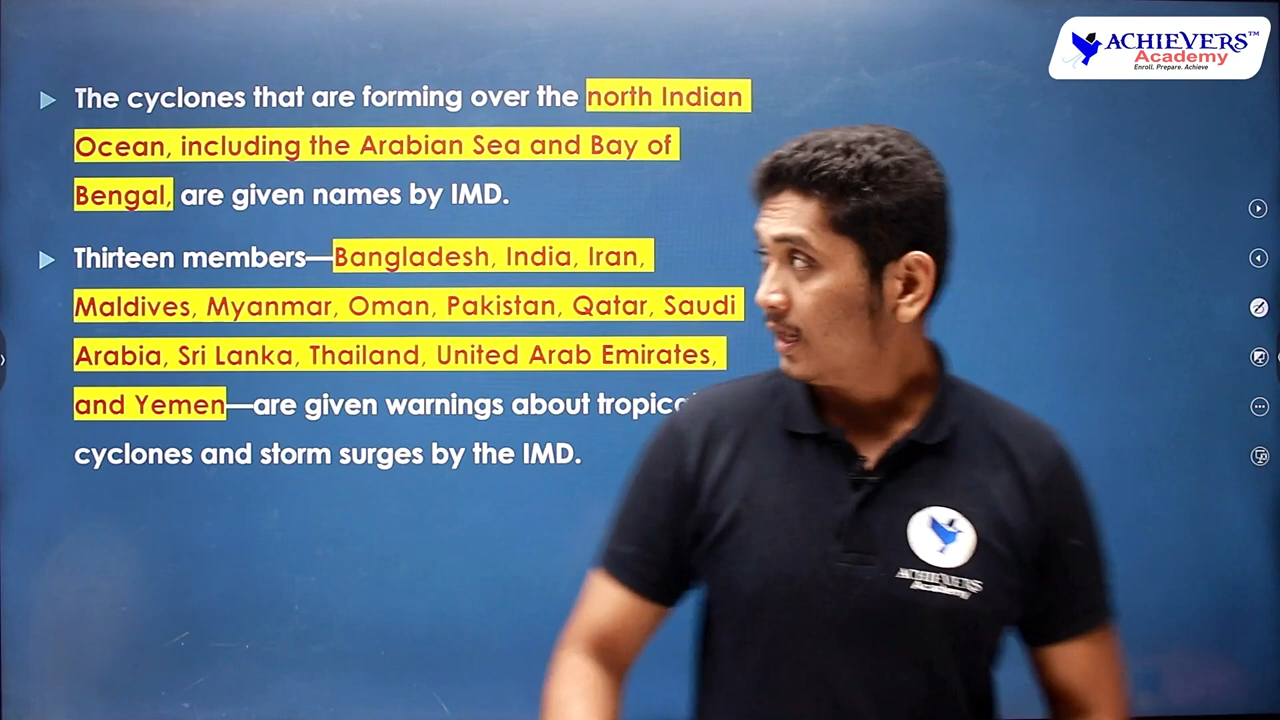 ACHIEVERS™
Academy
Enroll. Prepare. Achieve
The cyclones that are forming over the north Indian
Ocean, including the Arabian Sea and Bay of
Bengal, are given names by IMD.
Thirteen members—Bangladesh, India, Iran,
Maldives, Myanmar, Oman, Pakistan, Qatar, Saudi
Arabia, Sri Lanka, Thailand, United Arab Emirates,
and Yemen—are given warnings about tropical
cyclones and storm surges by the IMD.
ACHIEVERS
Academy